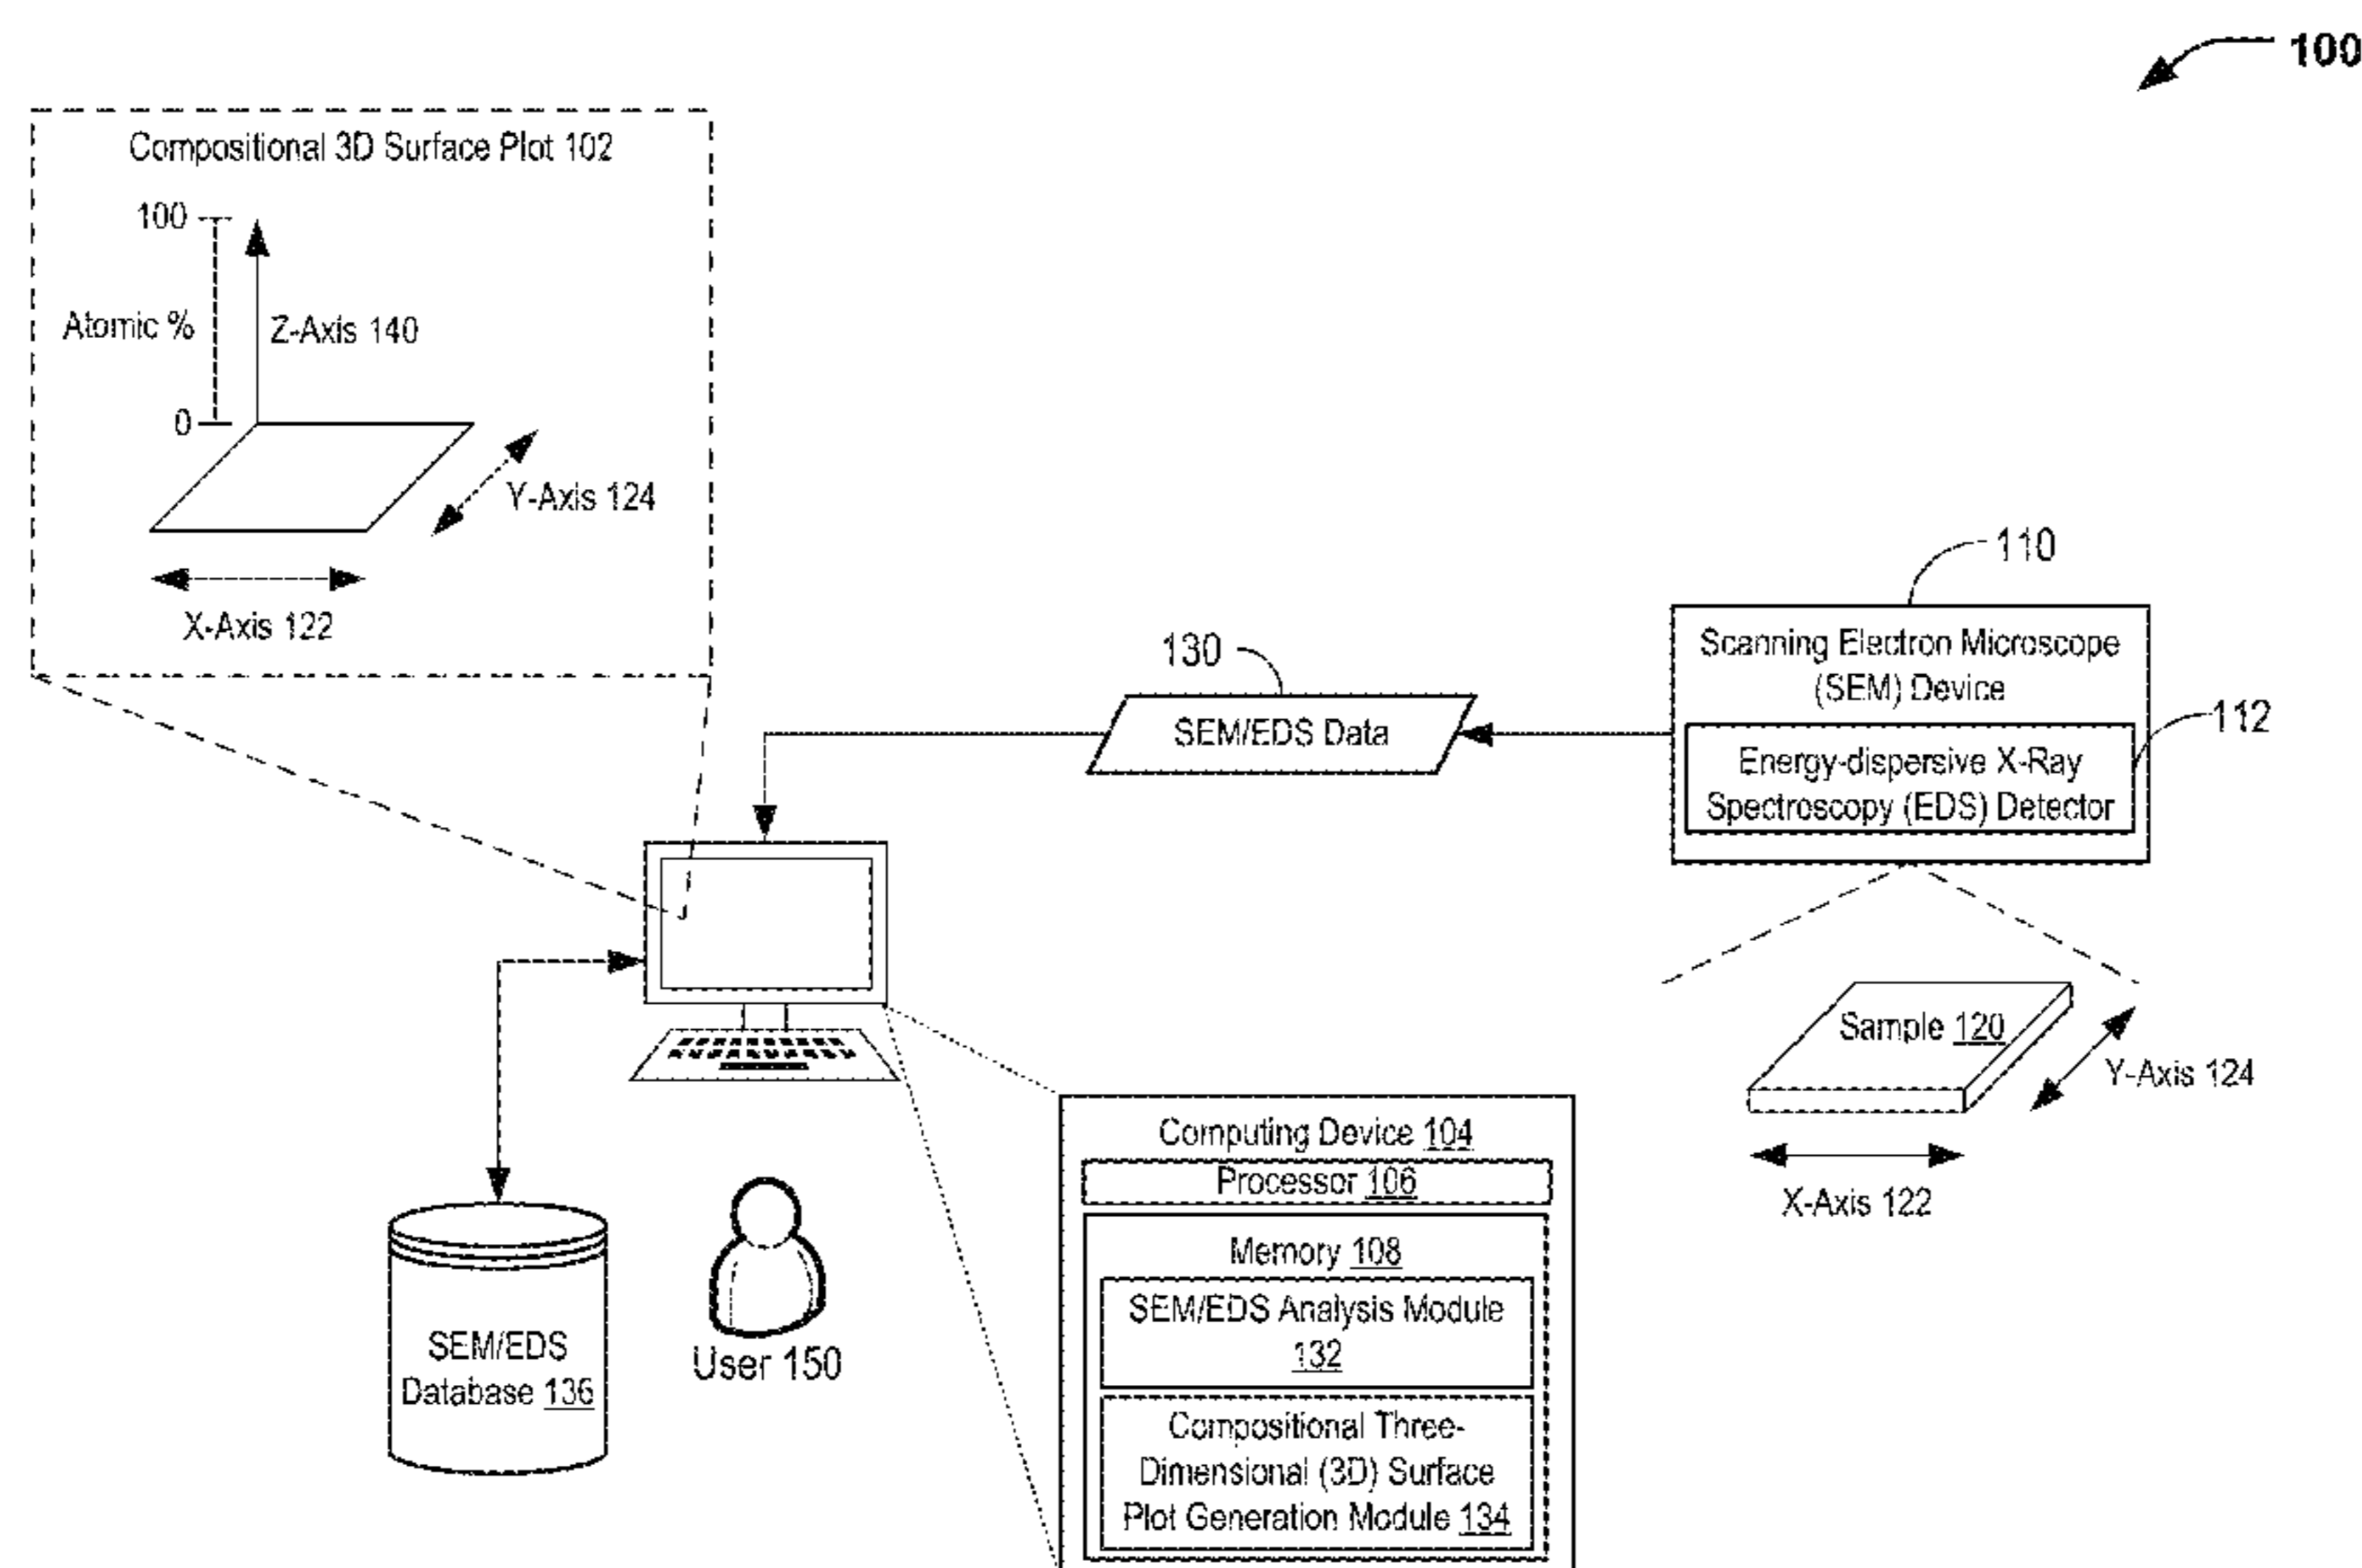 100
Compositional 3D Surface Plot 102
100
Atomic %
Z-Axis 140
0
Y-Axis 124
X-Axis 122
110
Scanning Electron Microscope
(SEM) Device
112
Energy-dispersive X-Ray
Spectroscopy (EDS) Detector
130
SEM/EDS Data
Sample 120
Y-Axis 124
X-Axis 122
Computing Device 104
Processor 106
Memory 108
SEM/EDS Analysis Module
132
Compositional Three-
Dimensional (3D) Surface
Plot Generation Module 134
SEM/EDS
Database 136
User 150